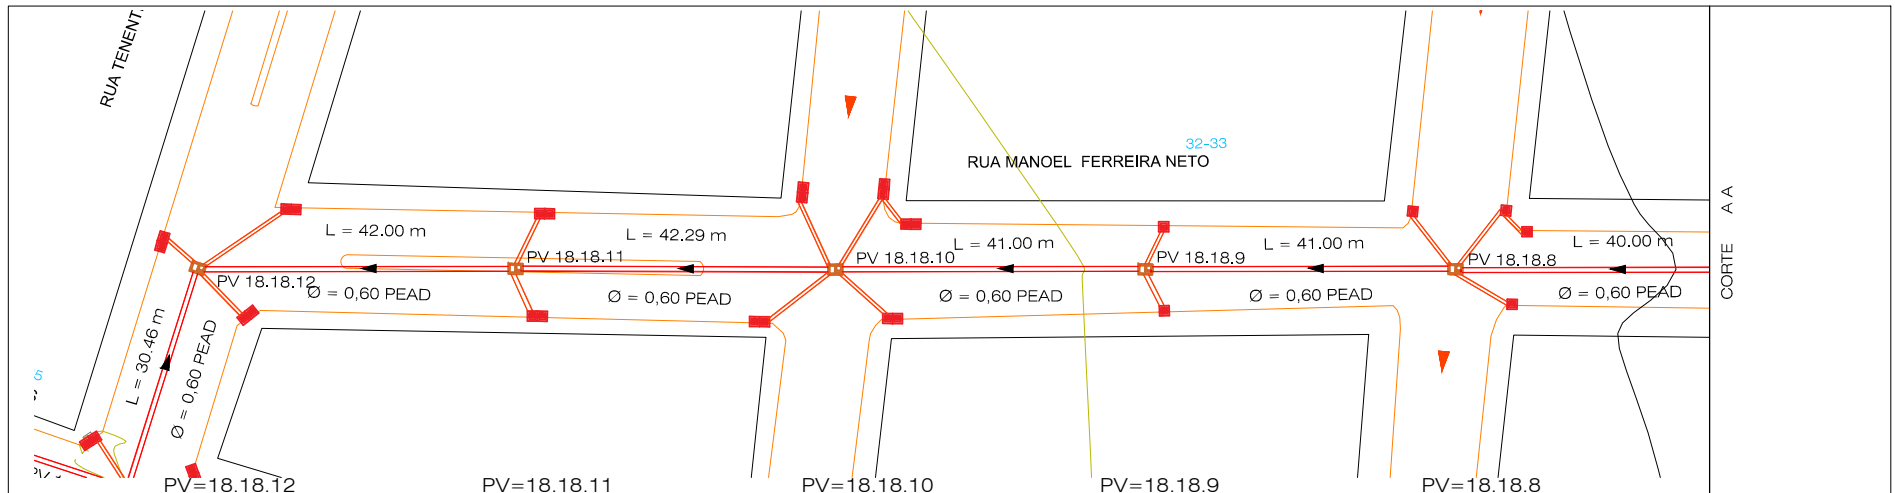 RUA TENENT
32-33
RUA MANOEL FERREIRA NETO
CORTE A A
L = 42.00 m
L = 42.29 m
L = 41.00 m
L = 41.00 m
L = 40.00 m
PV 18.18.12
PV 18.18.11
PV 18.18.10
PV 18.18.9
PV 18.18.8
Ø = 0,60 PEAD
Ø = 0,60 PEAD
Ø = 0,60 PEAD
Ø = 0,60 PEAD
Ø = 0,60 PEAD
L = 30.46 m
Ø = 0,60 PEAD
PV=18.18.12
PV=18.18.11
PV=18.18.10
PV=18.18.9
PV=18.18.8